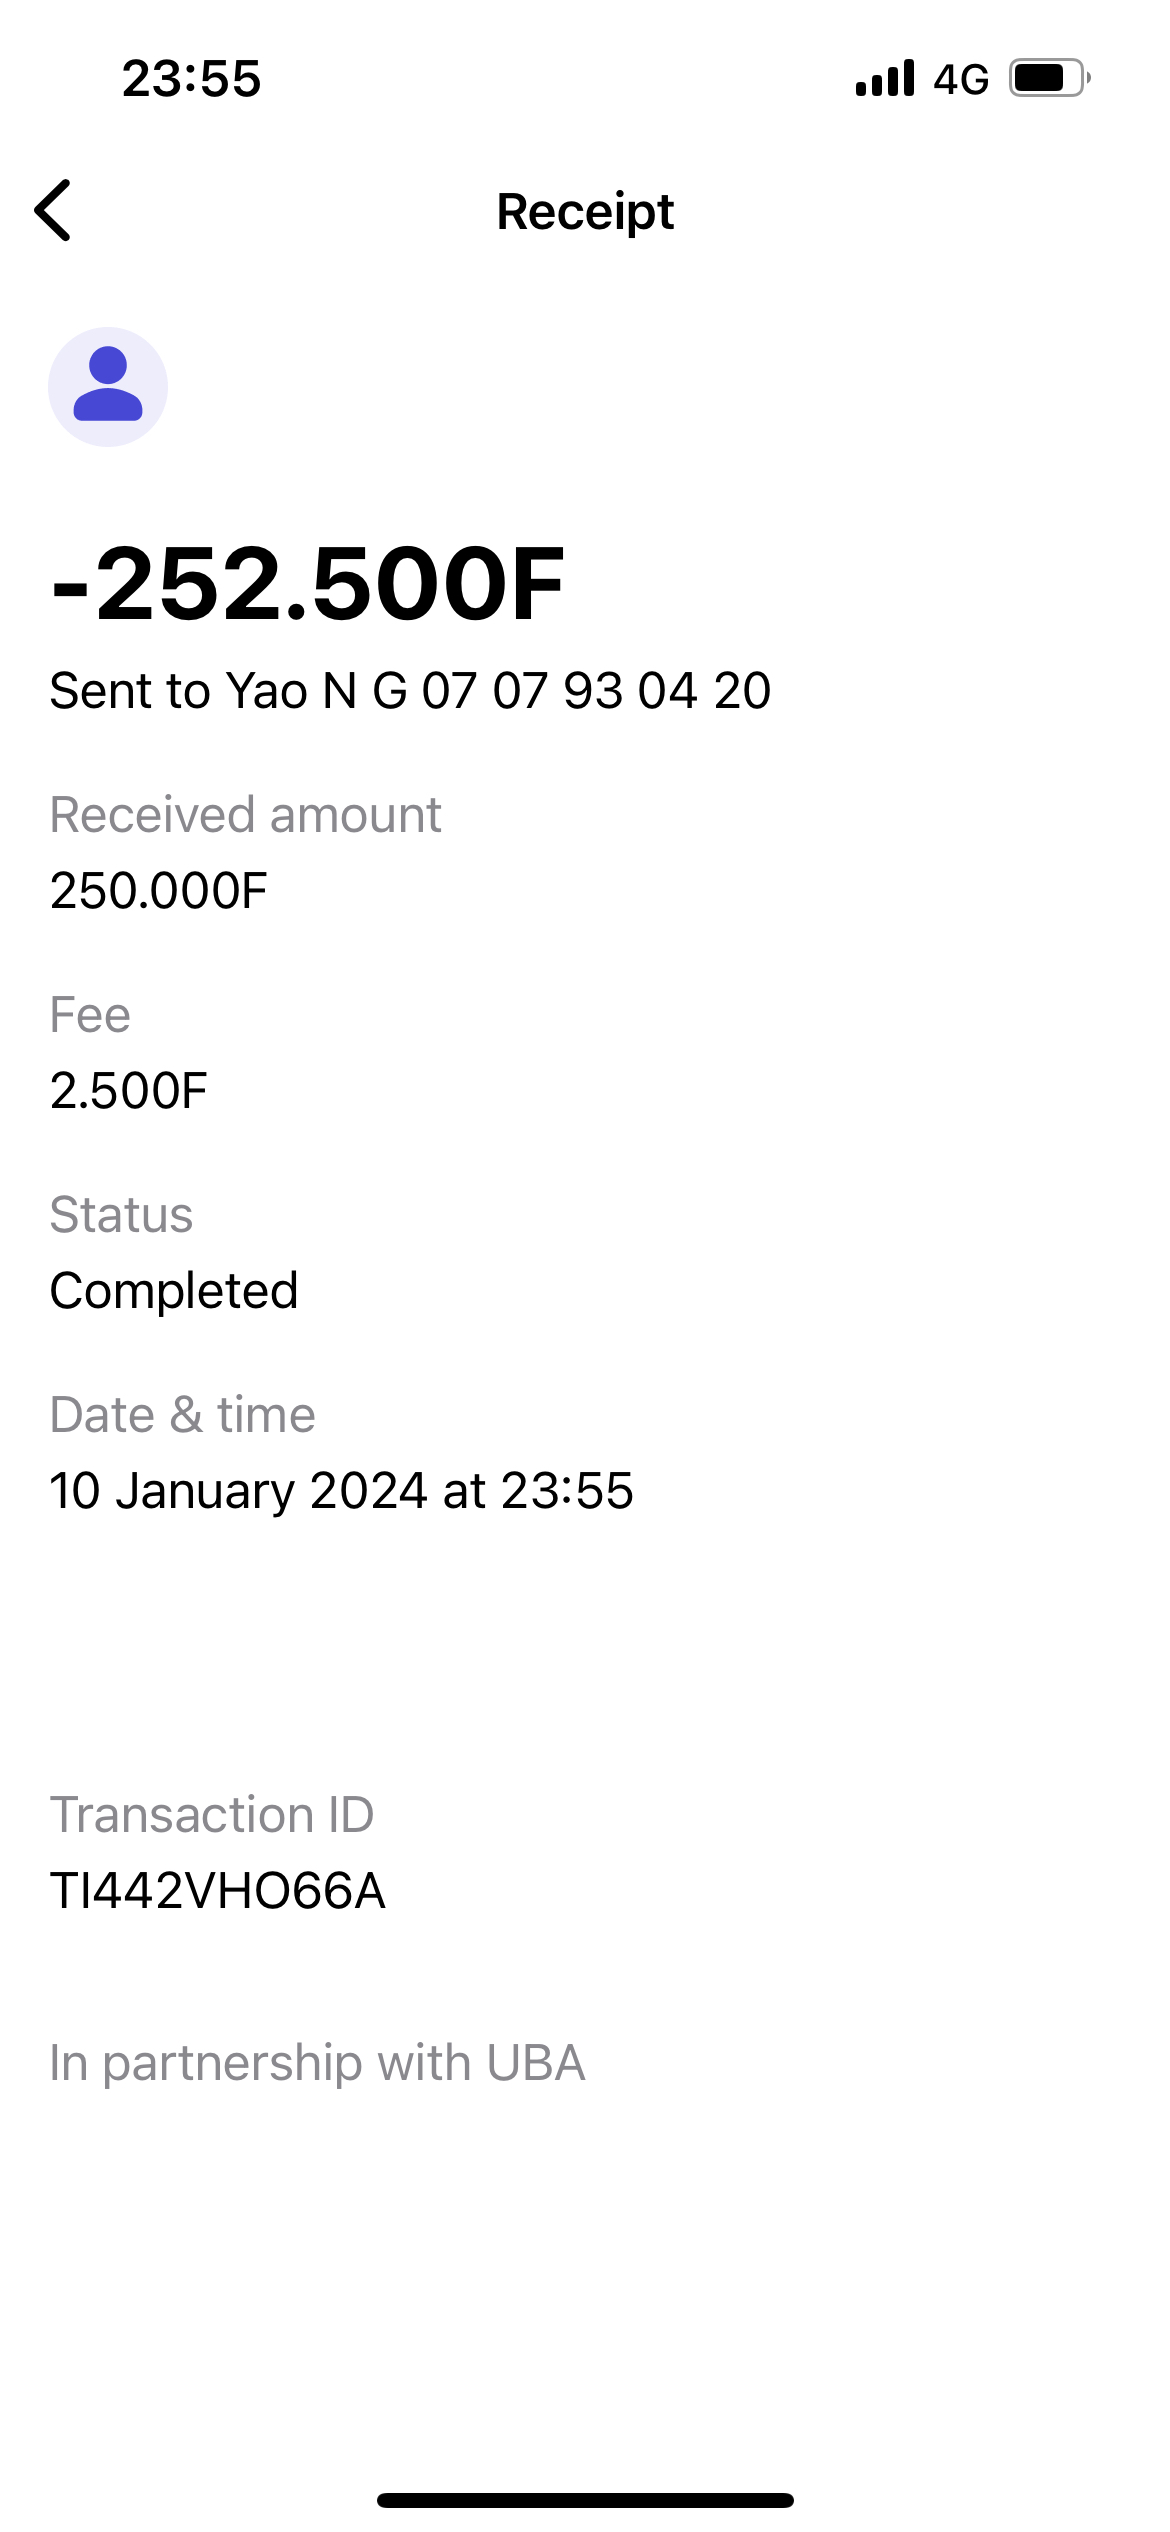 23:55
4G
Receipt
-252.500F
Sent to Yao N G 07 07 93 04 20
Received amount
250.000F
Fee
2.500F
Status
Completed
Date & time
10 January 2024 at 23:55
Transaction ID
TI442VHO66A
In partnership with UBA